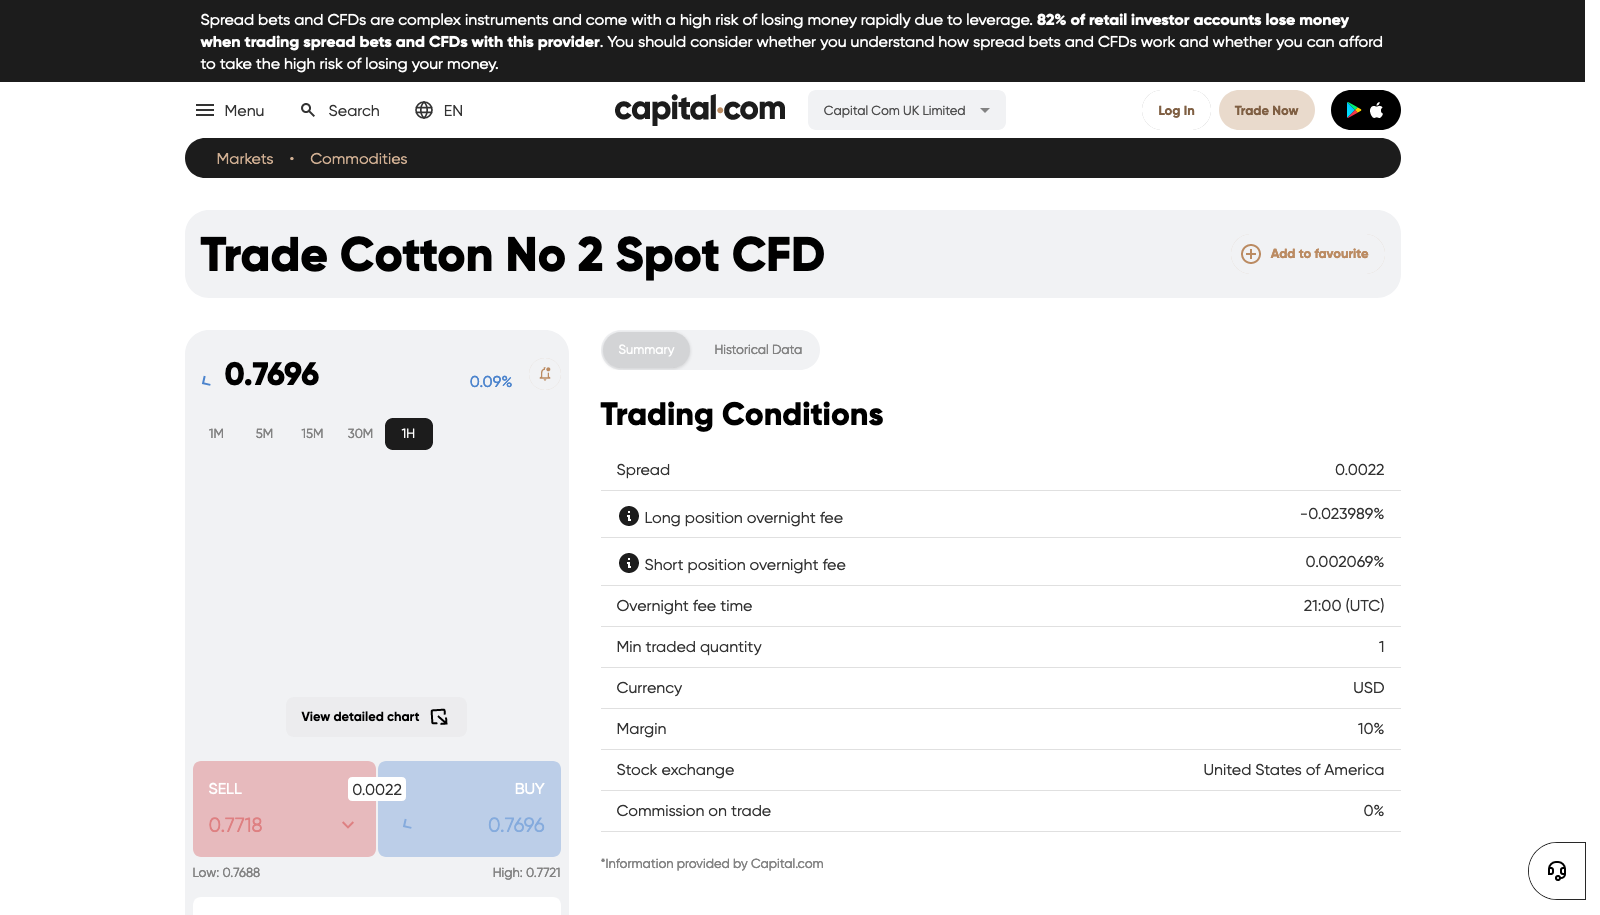 Spread bets and CFDs are complex instruments and come with a high risk of losing money rapidly due to leverage. 82% of retail investor accounts lose money
when trading spread bets and CFDs with this provider. You should consider whether you understand how spread bets and CFDs work and whether you can afford
to take the high risk of losing your money.
Menu
Search
EN
capital.com
Capital Com UK Limited
Log In
Trade Now
Markets
Commodities
Trade Cotton No 2 Spot CFD
Add to favourite
0.7696
0.09%
1M 5M 15M 30M 1H
View detailed chart
SELL
0.7718
0.0022
BUY
0.7696
Low: 0.7688
High: 0.7721
Summary
Historical Data
Trading Conditions
Spread 0.0022
Long position overnight fee -0.023989%
Short position overnight fee 0.002069%
Overnight fee time 21:00 (UTC)
Min traded quantity 1
Currency USD
Margin 10%
Stock exchange United States of America
Commission on trade 0%
*Information provided by Capital.com